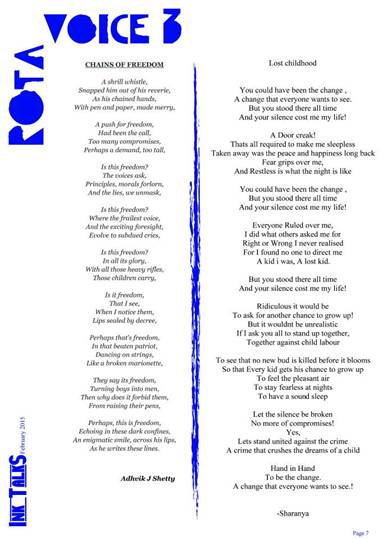 ROTA VOICE 3
CHAINS OF FREEDOM
A shrill whistle,
Snapped him out of his reverie,
As his chained hands,
With pen and paper, made merry,
A push for freedom,
Had been the call,
Too many compromises,
Perhaps a demand, too tall,
Is this freedom?
The voices ask,
Principles, morals forlorn,
And the lies, we unmask,
Is this freedom?
Where the frailest voice,
And the exciting foresight,
Evolve to subdued cries,
Is this freedom?
In all its glory,
With all those heavy rifles,
Those children carry,
Is it freedom,
That I see,
When I notice them,
Lips sealed by decree,
Perhaps that's freedom,
In that beaten patriot,
Dancing on strings,
Like a broken marionette,
They say its freedom,
Turning boys into men,
Then why does it forbid them,
From raising their pens,
Perhaps, this is freedom,
Echoing in these dark confines,
An enigmatic smile, across his lips,
As he writes these lines.
Adhvik J Shetty
Lost childhood
You could have been the change ,
A change that everyone wants to see.
But you stood there all time
And your silence cost me my life!
A Door creak!
Thats all required to make me sleepless
Taken away was the peace and happiness long back
Fear grips over me,
And Restless is what the night is like
You could have been the change ,
But you stood there all time
And your silence cost me my life!
Everyone Ruled over me,
I did what others asked me for
Right or Wrong I never realised
For I found no one to direct me
A kid i was, A lost kid.
But you stood there all time
And your silence cost me my life!
Ridiculous it would be
To ask for another chance to grow up!
But it wouldnt be unrealistic
If I ask you all to stand up together,
Together against child labour
To see that no new bud is killed before it blooms
So that Every kid gets his chance to grow up
To feel the pleasant air
To stay fearless at nights
To have a sound sleep
Let the silence be broken
No more of compromises!
Yes,
Lets stand united against the crime
A crime that crushes the dreams of a child
Hand in Hand
To be the change.
A change that everyone wants to see.!
-Sharanya
INK_TALKS February 2015
Page 7